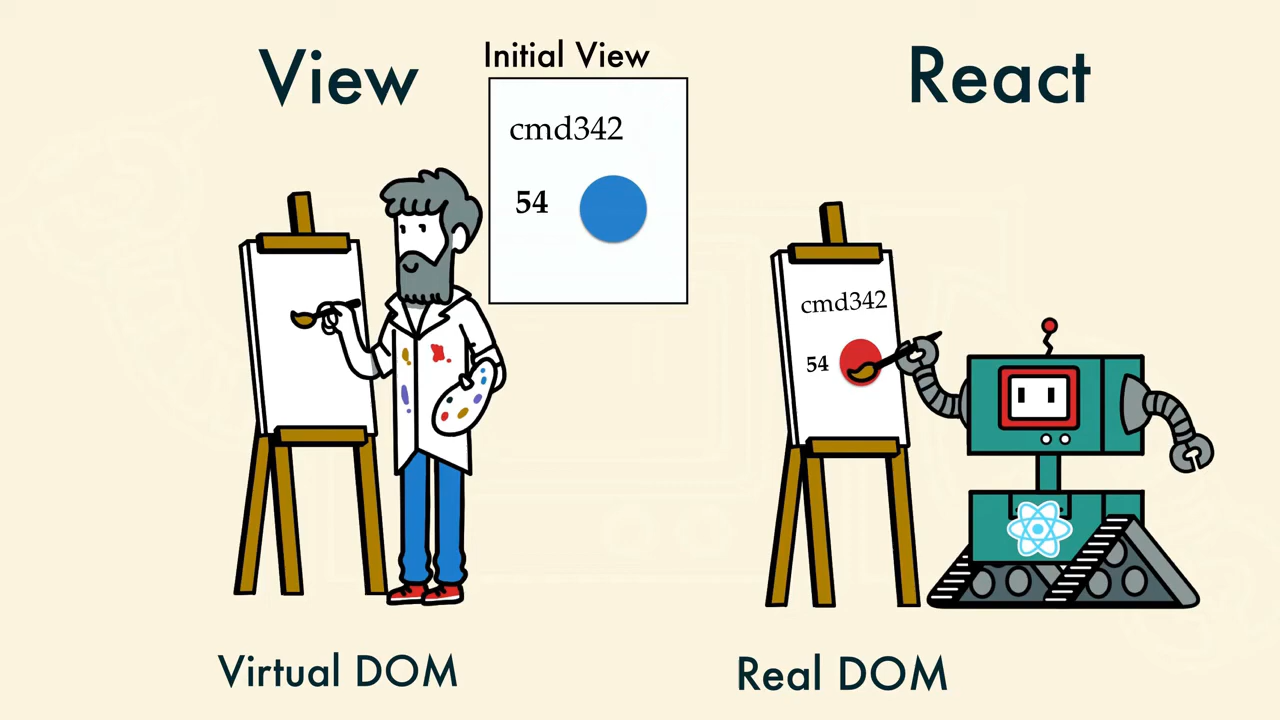 View
Initial View
React
cmd342
54
cmd342
54
Virtual DOM
Real DOM